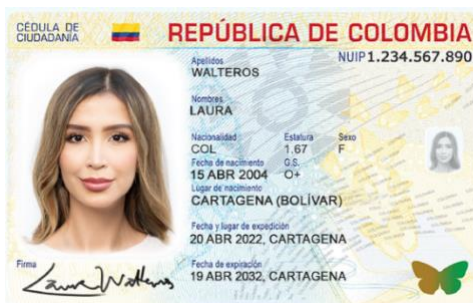 CÉDULA DE
CIUDADANÍA
REPÚBLICA DE COLOMBIA
NUIP 1.234.567.890
Apellidos
WALTEROS
Nombres
LAURA
Nacionalidad Estatura Sexo
COL 1.67 F
Fecha de nacimiento G.S.
15 ABR 2004 O+
Lugar de nacimiento
CARTAGENA (BOLÍVAR)
Fecha y lugar de expedición
20 ABR 2022, CARTAGENA
Fecha de expiración
19 ABR 2032, CARTAGENA
Firma
Laura Walteros